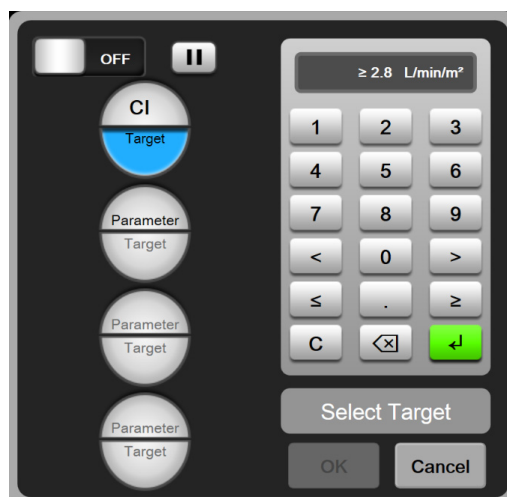 OFF
CI
Target
Parameter
Target
Parameter
Target
Parameter
Target
≥ 2.8 L/min/m²
1 2 3
4 5 6
7 8 9
< 0 >
≤ . ≥
C
Select Target
OK Cancel